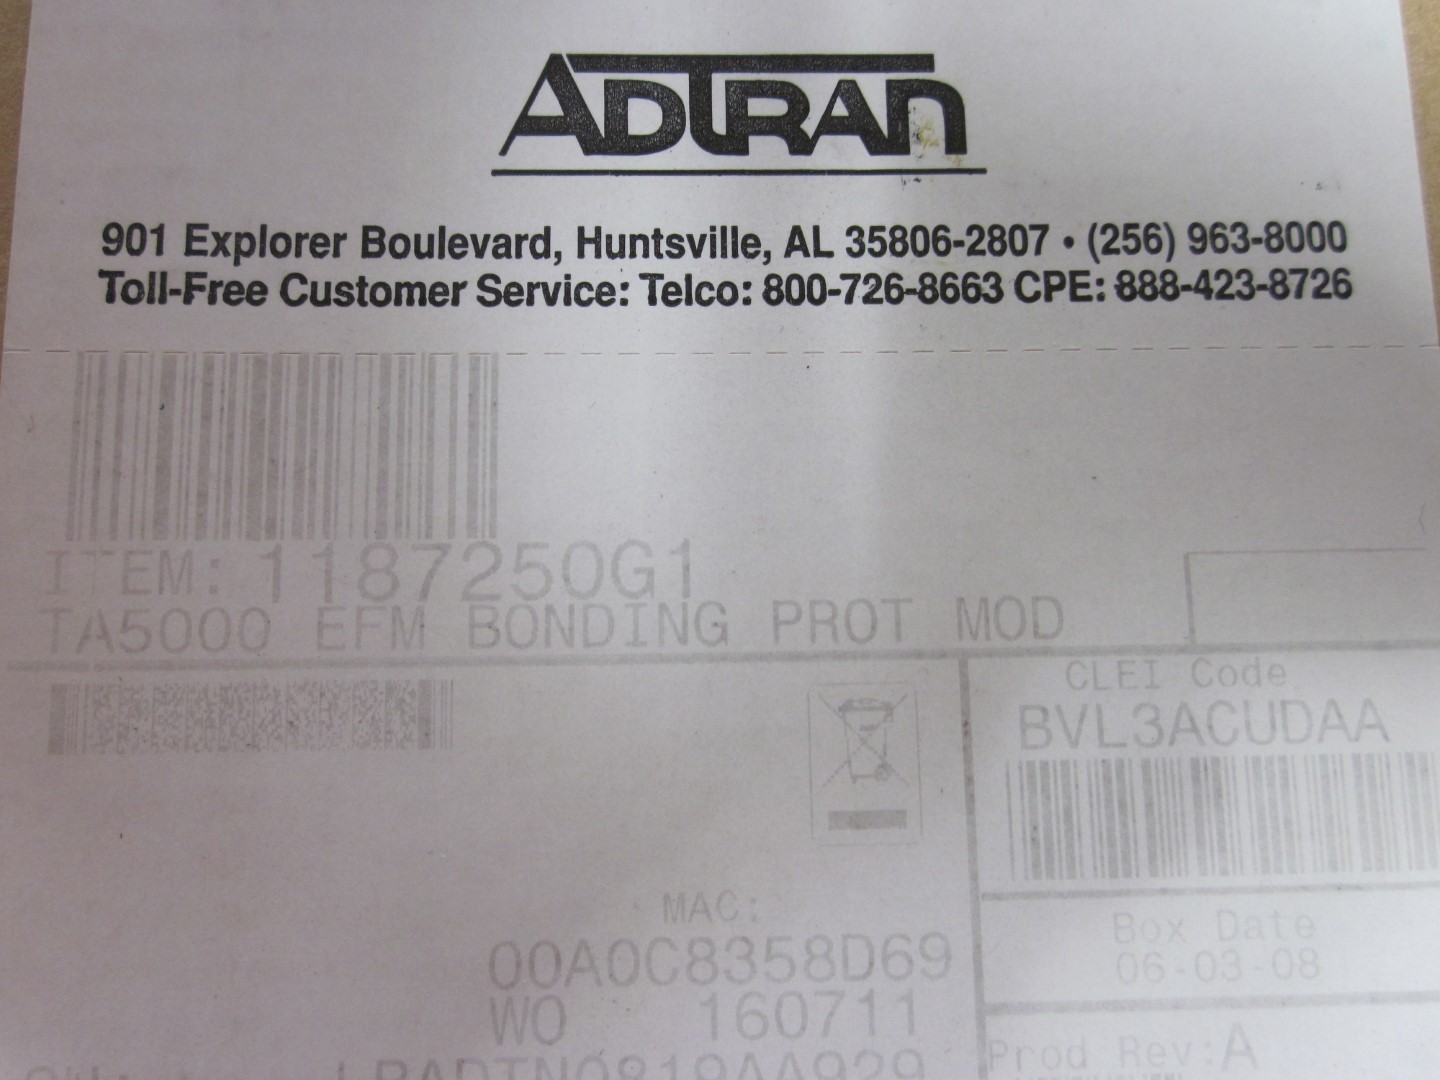 ADTRAN
901 Explorer Boulevard, Huntsville, AL 35806-2807 • (256) 963-8000
Toll-Free Customer Service: Telco: 800-726-8663 CPE: 888-423-8726
ITEM: 1187250G1
TA5000 EFM BONDING PROT MOD
CLEI Code
BVL3ACUDAA
MAC:
00A0C8358D69
WO 160711
Box Date
06-03-08
Prod Rev: A
LBADTN0819AA929